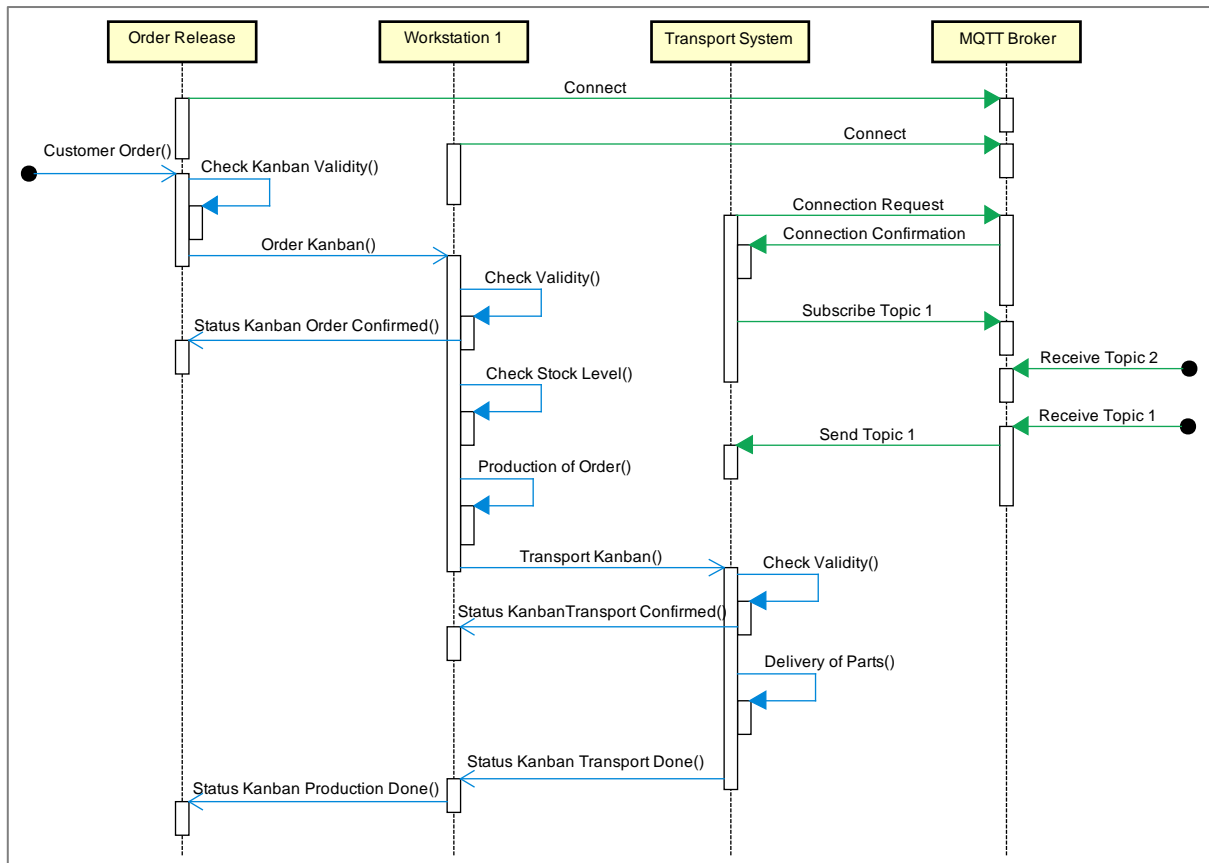 Order Release
Workstation 1
Transport System
MQTT Broker
Connect
Connect
Customer Order()
Check Kanban Validity()
Connection Request
Connection Confirmation
Order Kanban()
Check Validity()
Status Kanban Order Confirmed()
Subscribe Topic 1
Receive Topic 2
Check Stock Level()
Receive Topic 1
Send Topic 1
Production of Order()
Transport Kanban()
Check Validity()
Status KanbanTransport Confirmed()
Delivery of Parts()
Status Kanban Transport Done()
Status Kanban Production Done()